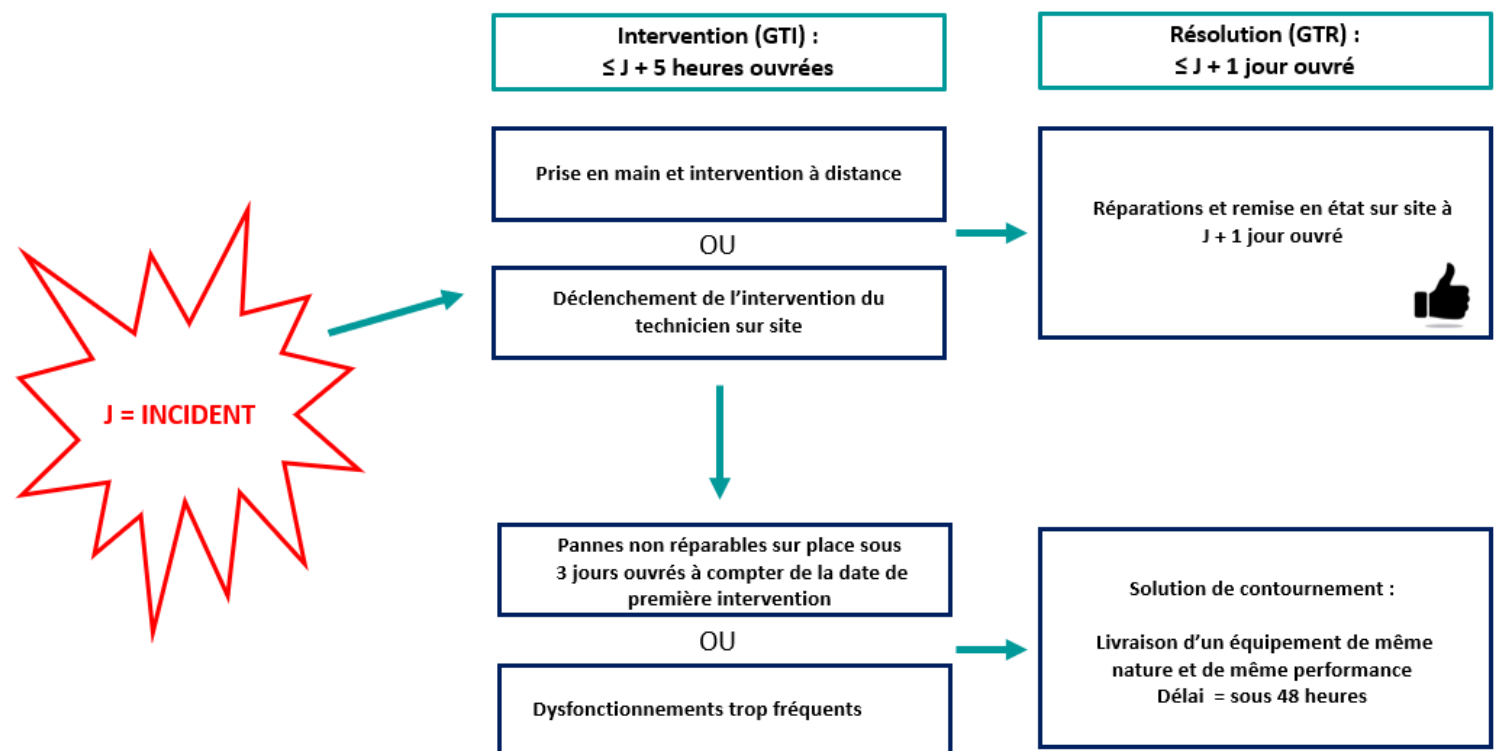 Intervention (GTI) :
≤ J + 5 heures ouvrées
Résolution (GTR) :
≤ J + 1 jour ouvré
Prise en main et intervention à distance
OU
Déclenchement de l’intervention du
technicien sur site
Réparations et remise en état sur site à
J + 1 jour ouvré
J = INCIDENT
Pannes non réparables sur place sous
3 jours ouvrés à compter de la date de
première intervention
OU
Dysfonctionnements trop fréquents
Solution de contournement :
Livraison d’un équipement de même
nature et de même performance
Délai = sous 48 heures